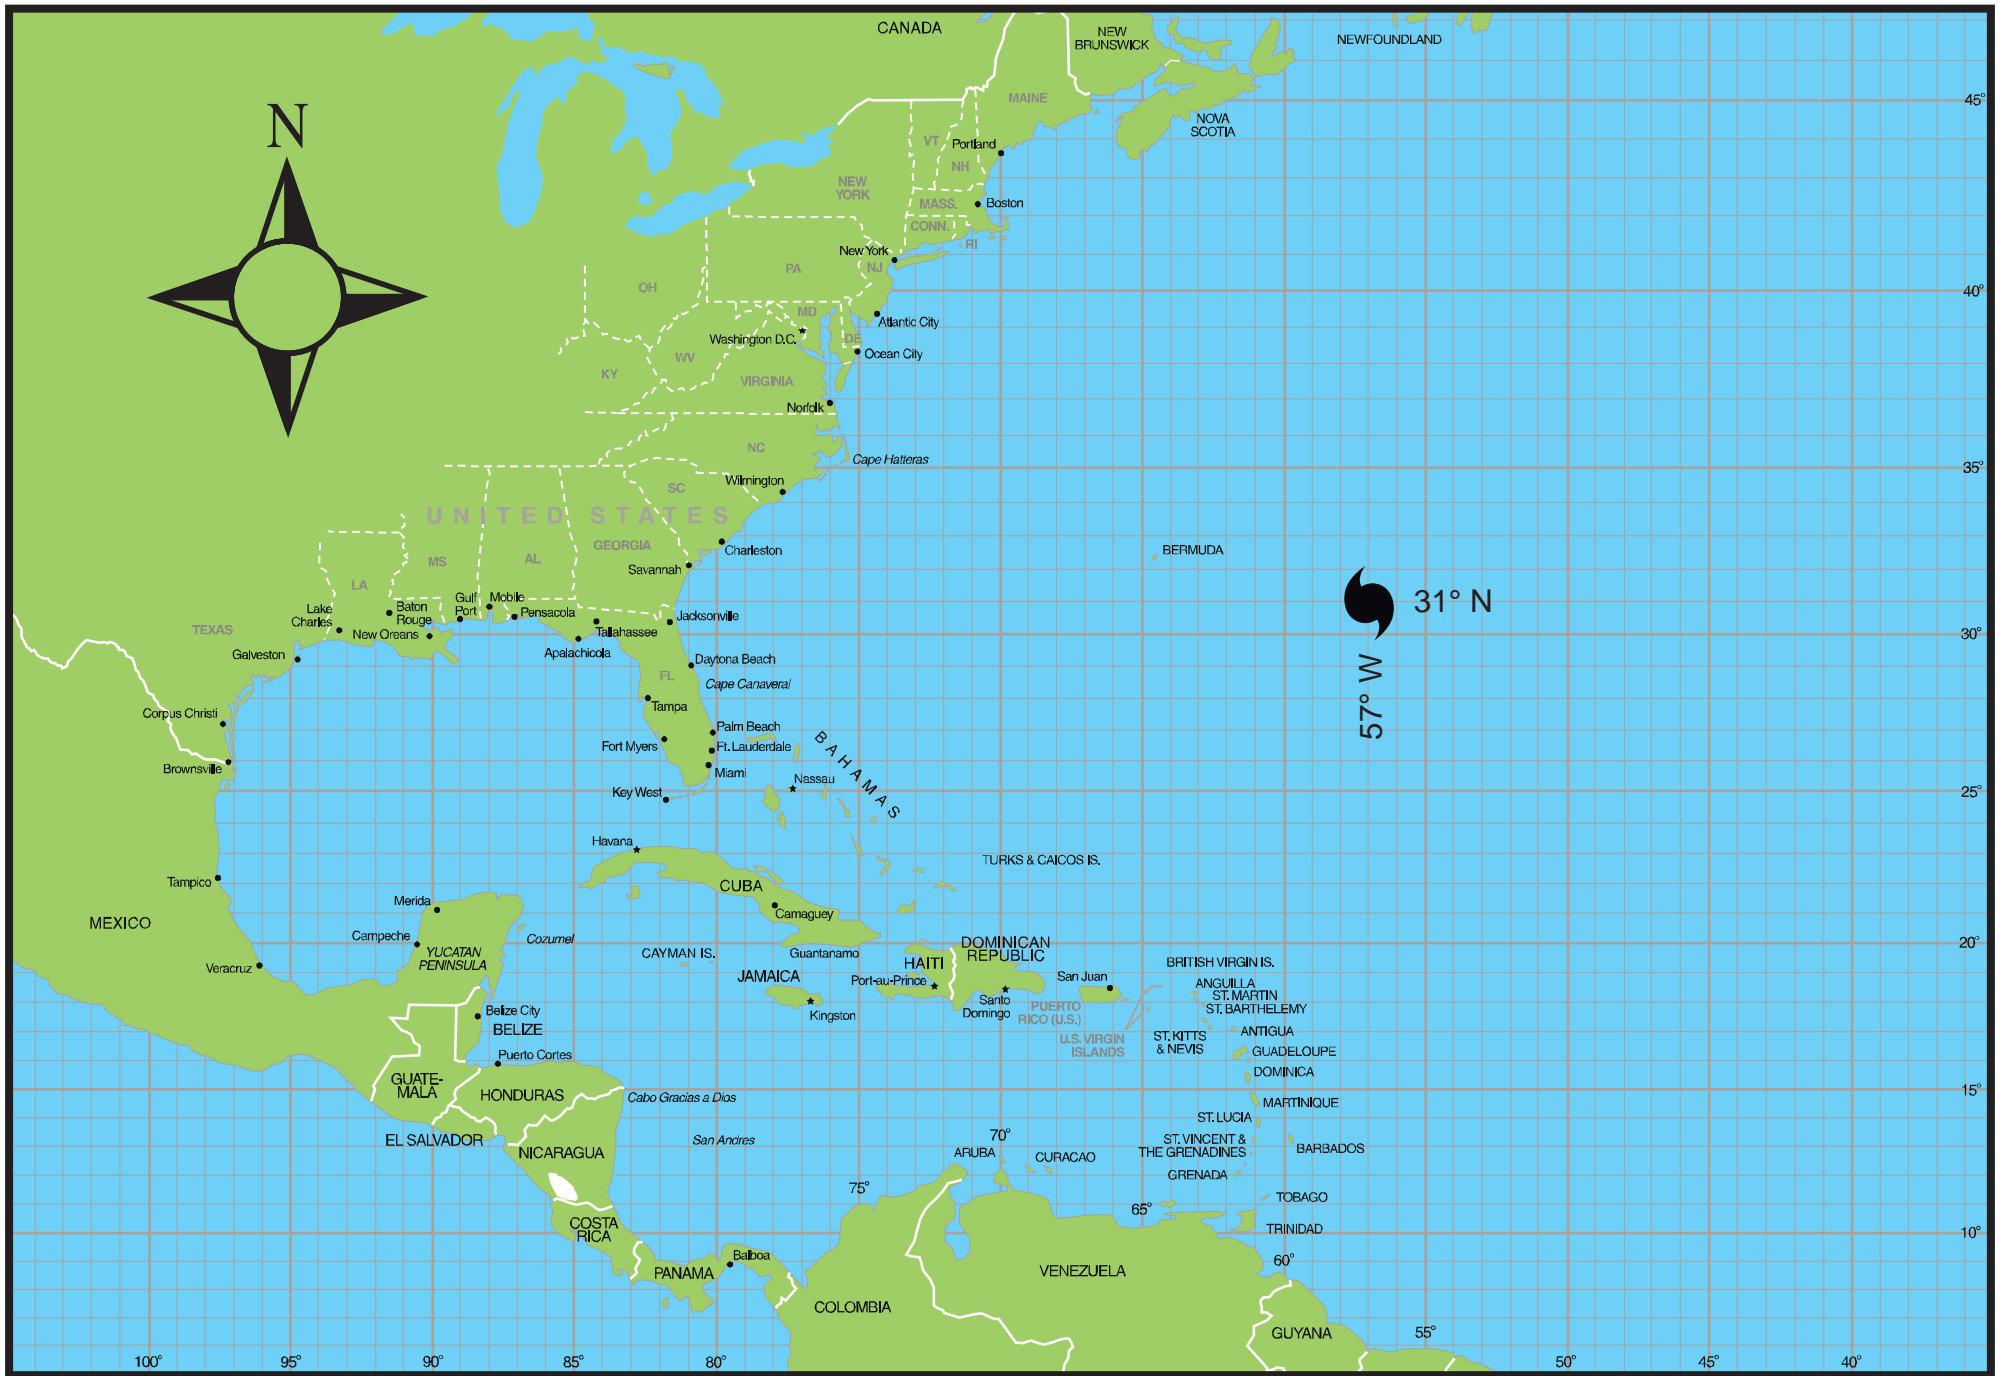 CANADA
NEW
BRUNSWICK
NEWFOUNDLAND
N
MAINE
45°
NOVA
SCOTIA
VT
Portland
NH
NEW
YORK
MASS.
Boston
CONN.
RI
New York
NJ
PA
OH
40°
MD
Atlantic City
Washington D.C.
DE
Ocean City
WV
KY
VIRGINIA
Norfolk
NC
Cape Hatteras
35°
Wilmington
SC
UNITED STATES
GEORGIA
Charleston
BERMUDA
MS
AL
Savannah
LA
31° N
Gulf
Port
Mobile
Baton
Rouge
Lake
Charles
Pensacola
Jacksonville
TEXAS
New Oreans
Tallahassee
30°
Galveston
Apalachicola
Daytona Beach
FL
Cape Canaveral
57° W
Tampa
Corpus Christi
Palm Beach
Fort Myers
Ft. Lauderdale
BAHAMAS
Brownsville
Miami
Nassau
Key West
25°
Havana
TURKS & CAICOS IS.
Tampico
CUBA
Merida
Camaguey
MEXICO
Campeche
Cozumel
YUCATAN
PENINSULA
CAYMAN IS.
Guantanamo
DOMINICAN
REPUBLIC
20°
HAITI
Veracruz
JAMAICA
Port-au-Prince
San Juan
BRITISH VIRGIN IS.
ANGUILLA
ST. MARTIN
ST. BARTHELEMY
Santo
Domingo
PUERTO
RICO (U.S.)
Belize City
Kingston
BELIZE
ANTIGUA
U.S. VIRGIN
ISLANDS
ST. KITTS
& NEVIS
Puerto Cortes
GUADELOUPE
DOMINICA
GUATE-
MALA
HONDURAS
Cabo Gracias a Dios
15°
MARTINIQUE
ST. LUCIA
EL SALVADOR
San Andres
70°
ST. VINCENT &
THE GRENADINES
BARBADOS
NICARAGUA
ARUBA
CURACAO
GRENADA
75°
TOBAGO
65°
COSTA
RICA
TRINIDAD
10°
Balboa
60°
PANAMA
VENEZUELA
COLOMBIA
GUYANA
55°
100°
95°
90°
85°
80°
50°
45°
40°